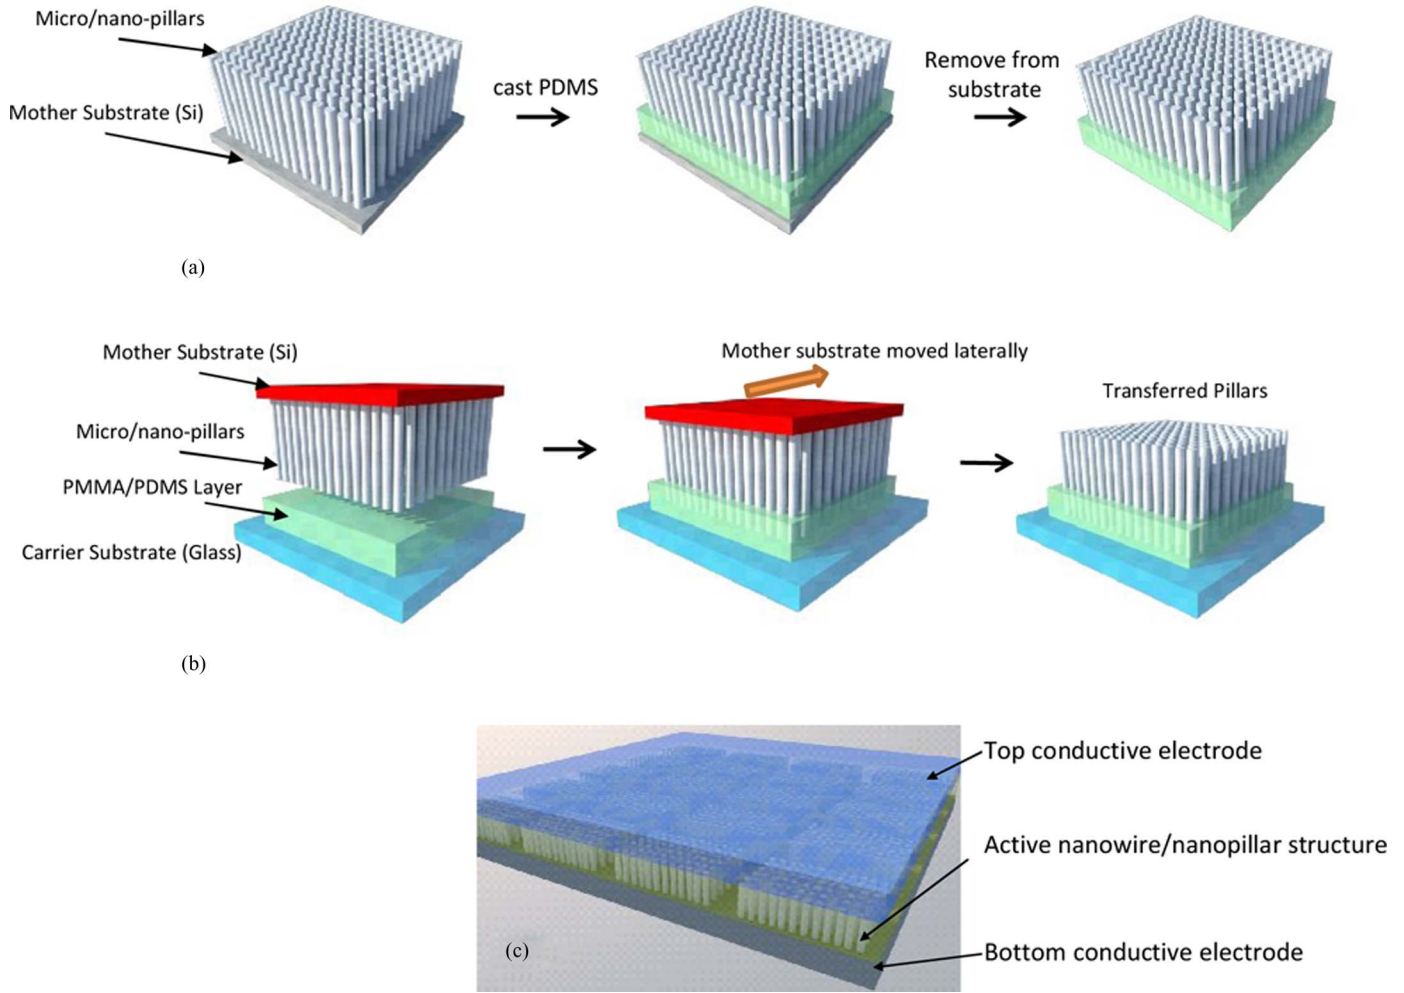 Micro/nano-pillars
Mother Substrate (Si)
cast PDMS
Remove from
substrate
(a)
Mother Substrate (Si)
Micro/nano-pillars
PMMA/PDMS Layer
Carrier Substrate (Glass)
Mother substrate moved laterally
Transferred Pillars
(b)
Top conductive electrode
Active nanowire/nanopillar structure
Bottom conductive electrode
(c)